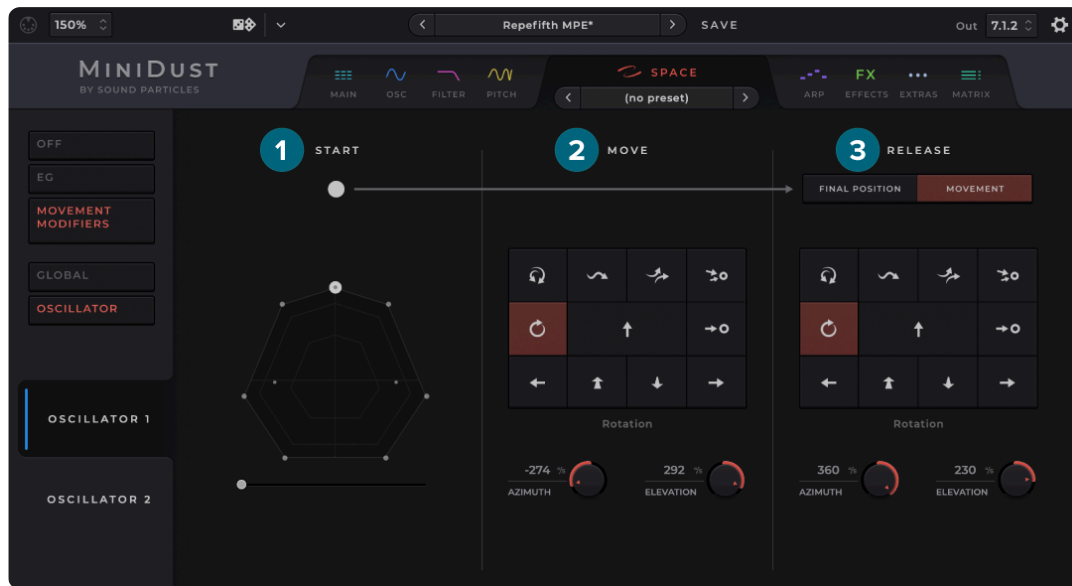 150%
Repefifth MPE*
SAVE
Out 7.1.2
MINIDUST
BY SOUND PARTICLES
MAIN
OSC
FILTER
PITCH
SPACE
(no preset)
FX
ARP
EFFECTS
EXTRAS
MATRIX
OFF
EG
MOVEMENT
MODIFIERS
GLOBAL
OSCILLATOR
OSCILLATOR 1
OSCILLATOR 2
1 START
2 MOVE
3 RELEASE
FINAL POSITION
MOVEMENT
Rotation
-274 °/s
AZIMUTH
292 °/s
ELEVATION
Rotation
360 °/s
AZIMUTH
230 °/s
ELEVATION